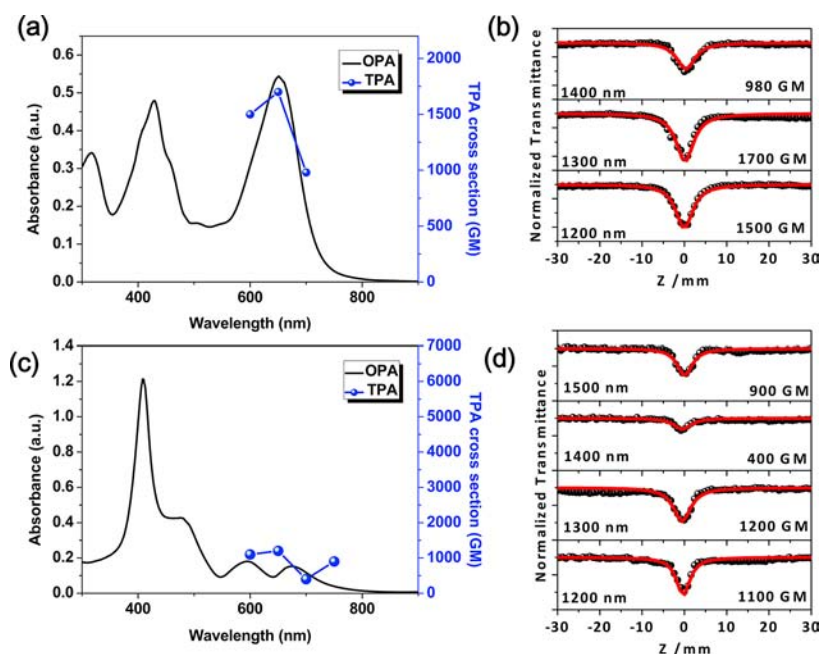 (a)
OPA
TPA
Absorbance (a.u.)
0.6
0.5
0.4
0.3
0.2
0.1
0.0
2000
1500
1000
500
0
TPA cross section (GM)
400 600 800
Wavelength (nm)
(b)
Normalized Transmittance
1400 nm 980 GM
1300 nm 1700 GM
1200 nm 1500 GM
-30 -20 -10 0 10 20 30
Z /mm
(c)
OPA
TPA
Absorbance (a.u.)
1.4
1.2
1.0
0.8
0.6
0.4
0.2
0.0
7000
6000
5000
4000
3000
2000
1000
0
TPA cross section (GM)
400 600 800
Wavelength (nm)
(d)
Normalized Transmittance
1500 nm 900 GM
1400 nm 400 GM
1300 nm 1200 GM
1200 nm 1100 GM
-30 -20 -10 0 10 20 30
Z /mm